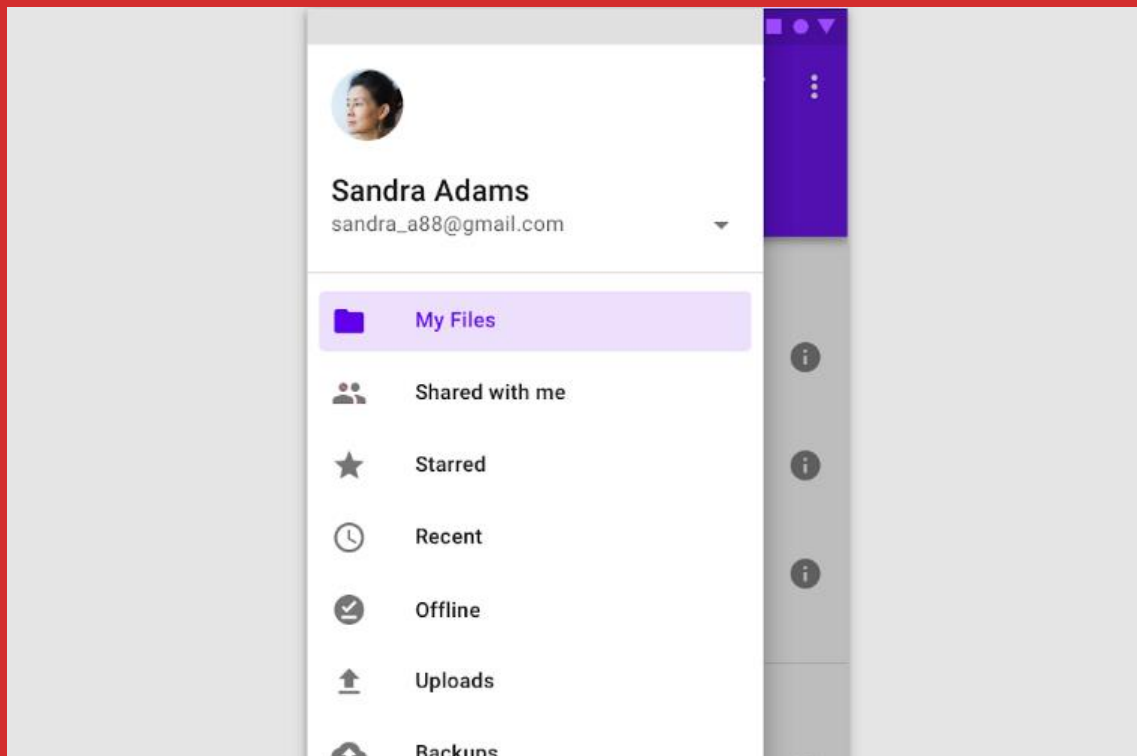 Sandra Adams
sandra_a88@gmail.com
My Files
Shared with me
Starred
Recent
Offline
Uploads
Backups